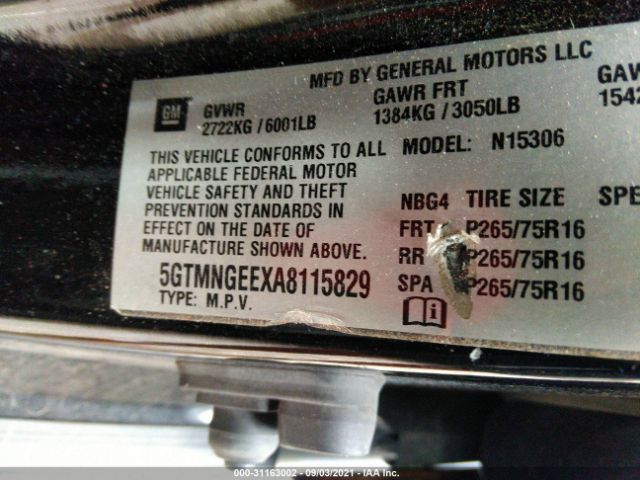 MFD BY GENERAL MOTORS LLC
GM
GVWR GAWR FRT GAW
2722KG / 6001LB 1384KG / 3050LB 1542
THIS VEHICLE CONFORMS TO ALL MODEL: N15306
APPLICABLE FEDERAL MOTOR
VEHICLE SAFETY AND THEFT NBG4 TIRE SIZE SPE
PREVENTION STANDARDS IN FRT P265/75R16
EFFECT ON THE DATE OF RR P265/75R16
MANUFACTURE SHOWN ABOVE. SPA P265/75R16
5GTMNGEEXA8115829
TYPE: M.P.V.
000-31163002 - 09/03/2021 - IAA Inc.